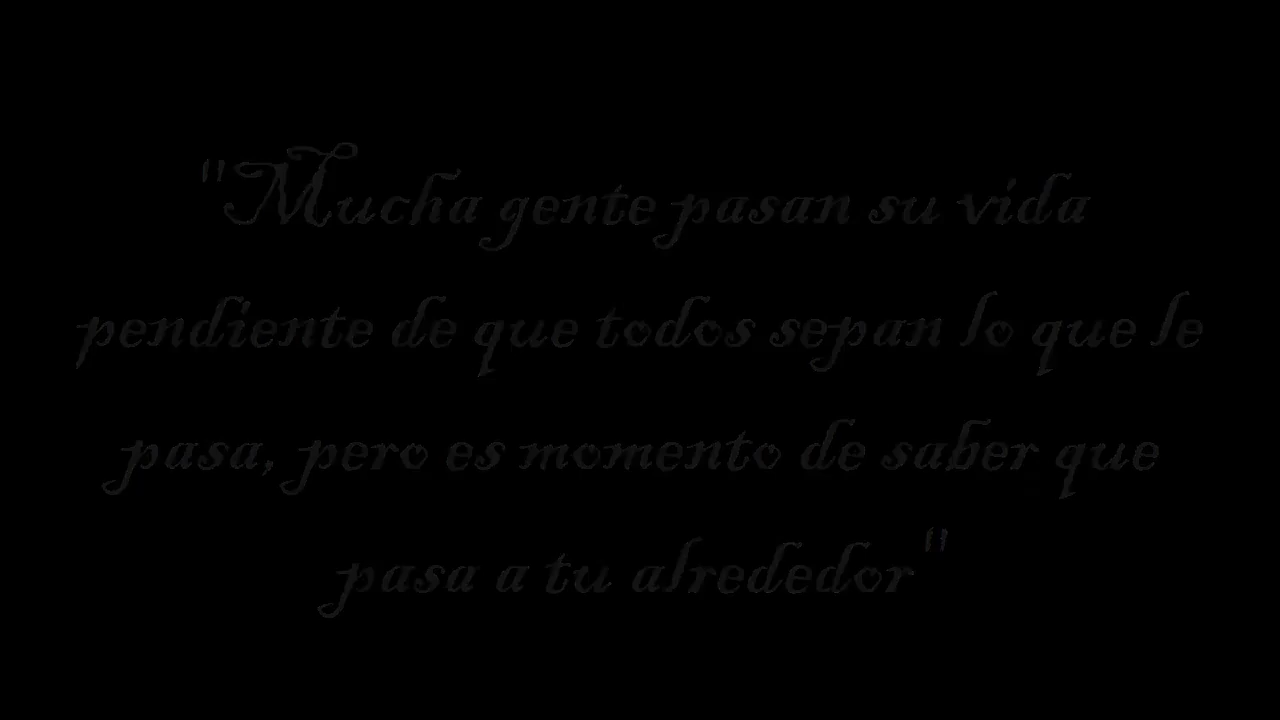 "Mucha gente pasan su vida
pendiente de que todos sepan lo que le
pasa, pero es momento de saber que
pasa a tu alrededor"